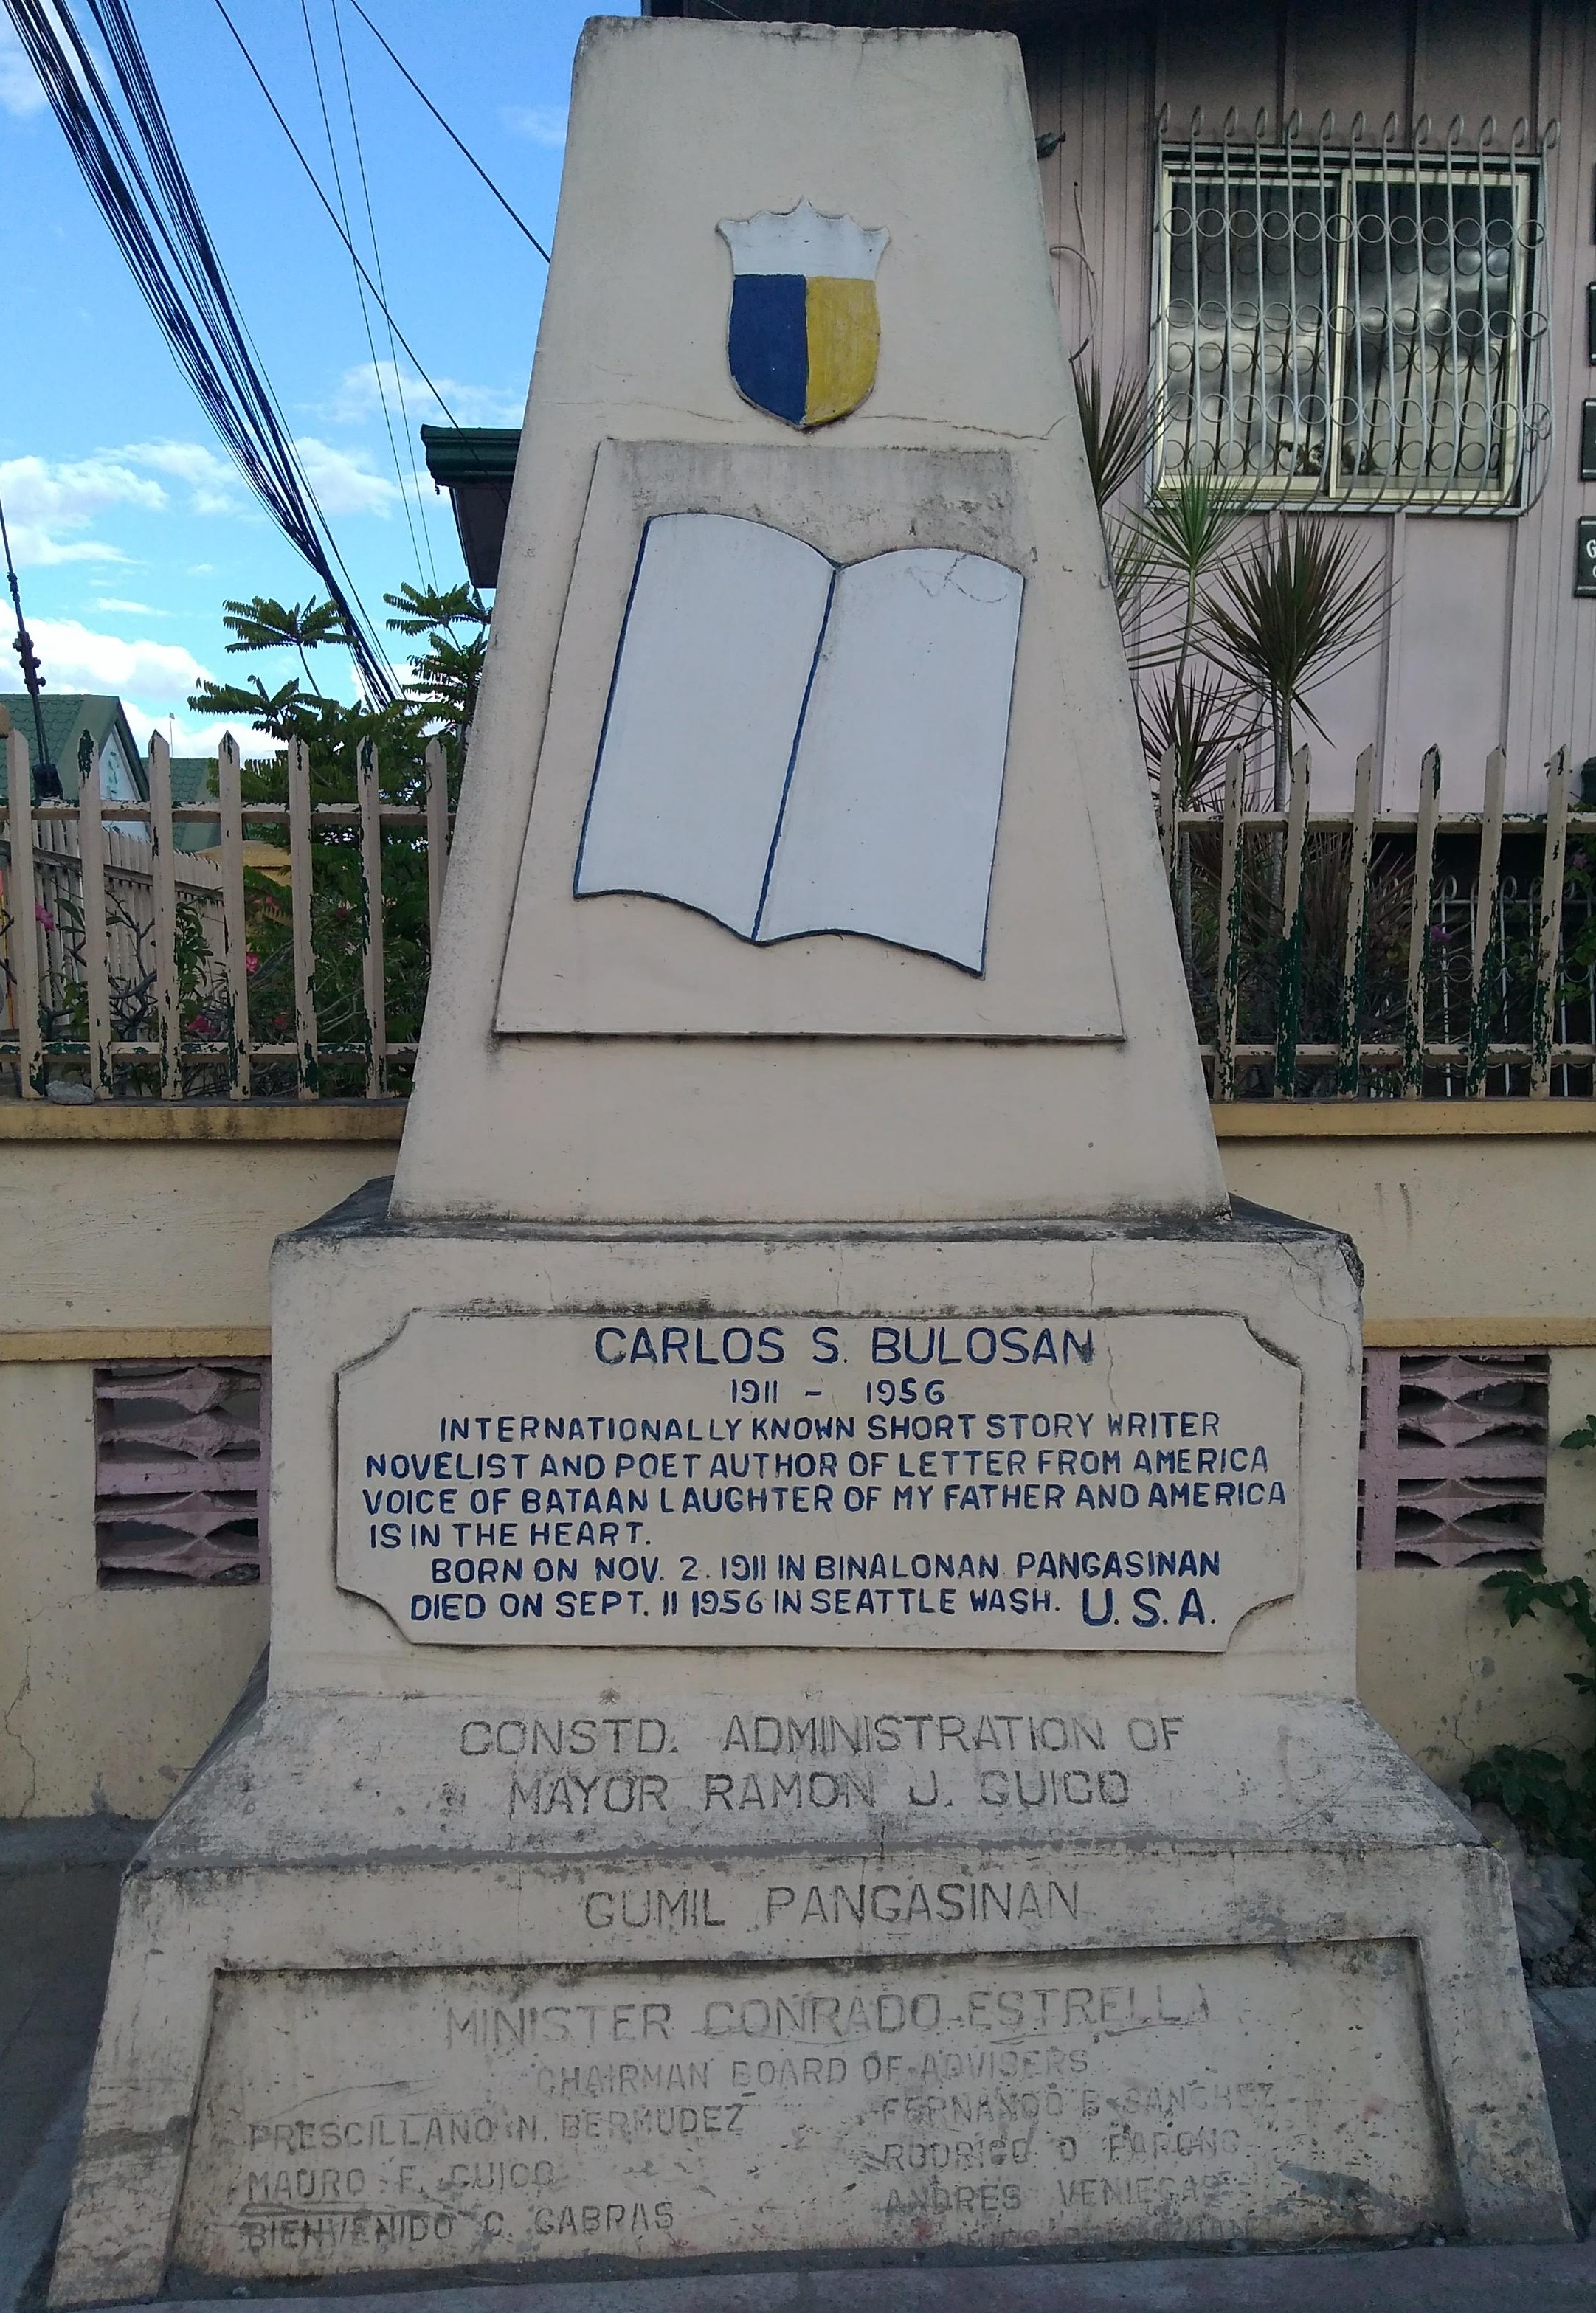 CARLOS S. BULOSAN
1911 - 1956
INTERNATIONALLY KNOWN SHORT STORY WRITER
NOVELIST AND POET AUTHOR OF LETTER FROM AMERICA
VOICE OF BATAAN LAUGHTER OF MY FATHER AND AMERICA
IS IN THE HEART.
BORN ON NOV. 2. 1911 IN BINALONAN PANGASINAN
DIED ON SEPT. 11 1956 IN SEATTLE WASH. U.S.A.
CONSTD. ADMINISTRATION OF
MAYOR RAMON J. GUICO
GUMIL PANGASINAN
MINISTER CONRADO ESTRELLA
CHAIRMAN BOARD OF ADVISERS
PRESCILLANO N. BERMUDEZ
MAURO F. GUICO
BIENVENIDO C. CABRAS
FERNANDO B. SANCHEZ
RODRIGO D.
ANDRES VENIEGAS